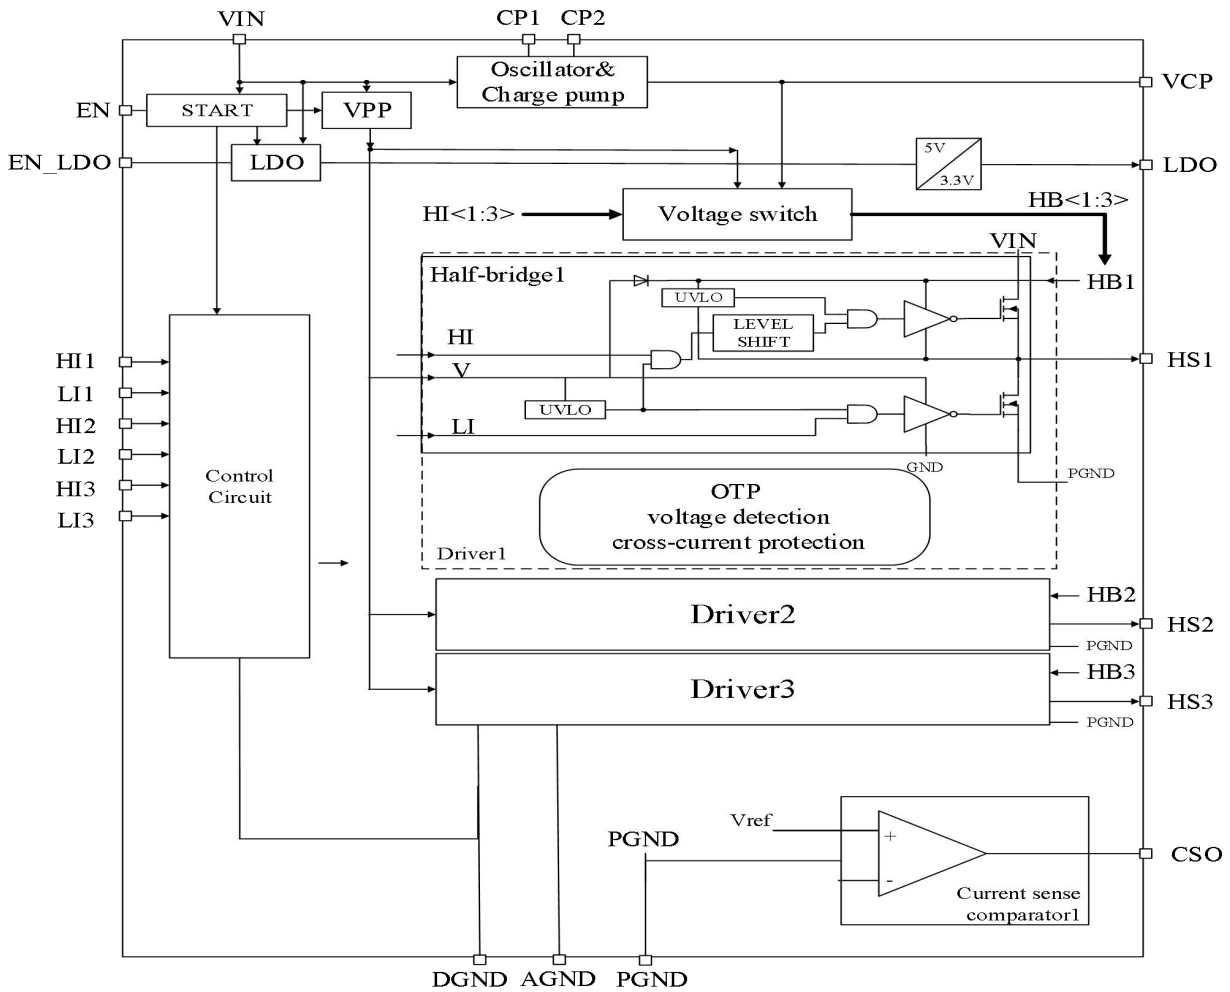 VIN
CP1
CP2
Oscillator&
Charge pump
VCP
EN
START
VPP
EN_LDO
LDO
5V
3.3V
LDO
HI<1:3>
Voltage switch
HB<1:3>
VIN
Half-bridge1
HB1
UVLO
LEVEL
SHIFT
HI
V
HS1
UVLO
LI
GND
PGND
HI1
LI1
HI2
LI2
HI3
LI3
Control
Circuit
OTP
voltage detection
cross-current protection
Driver1
Driver2
HB2
HS2
PGND
Driver3
HB3
HS3
PGND
Vref
+
-
PGND
CSO
Current sense
comparator1
DGND
AGND
PGND